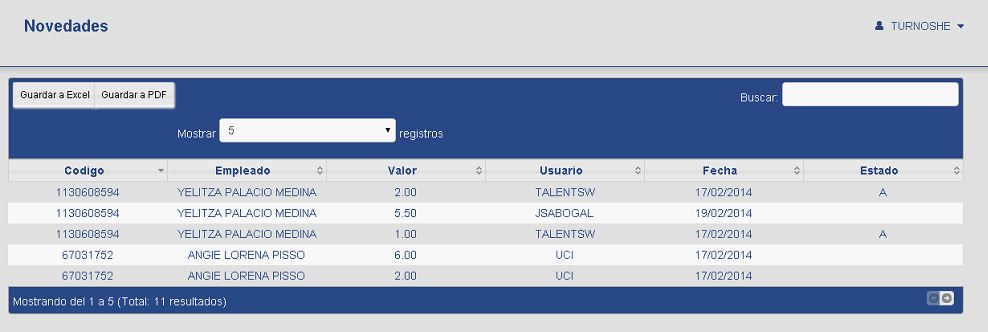 Novedades
TURNOSHE
Guardar a Excel Guardar a PDF
Buscar:
Mostrar 5 registros
Codigo Empleado Valor Usuario Fecha Estado
1130608594 YELITZA PALACIO MEDINA 2.00 TALENTSW 17/02/2014 A
1130608594 YELITZA PALACIO MEDINA 5.50 JSABOGAL 19/02/2014
1130608594 YELITZA PALACIO MEDINA 1.00 TALENTSW 17/02/2014 A
67031752 ANGIE LORENA PISSO 6.00 UCI 17/02/2014
67031752 ANGIE LORENA PISSO 2.00 UCI 17/02/2014
Mostrando del 1 a 5 (Total: 11 resultados)